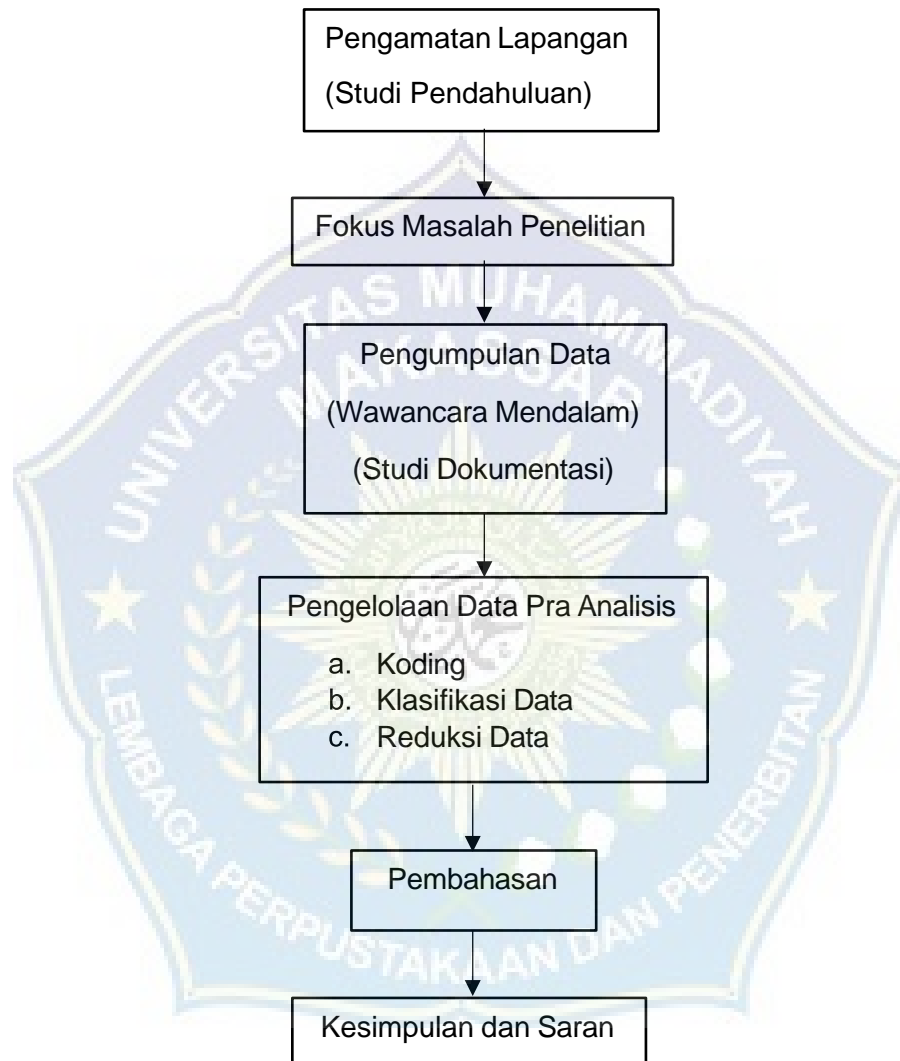 Pengamatan Lapangan
(Studi Pendahuluan)
Fokus Masalah Penelitian
Pengumpulan Data
(Wawancara Mendalam)
(Studi Dokumentasi)
Pengelolaan Data Pra Analisis
a. Koding
b. Klasifikasi Data
c. Reduksi Data
Pembahasan
Kesimpulan dan Saran
UNIVERSITAS MUHAMMADIYAH
MAKASSAR
LEMBAGA PERPUSTAKAAN DAN PENERBITAN